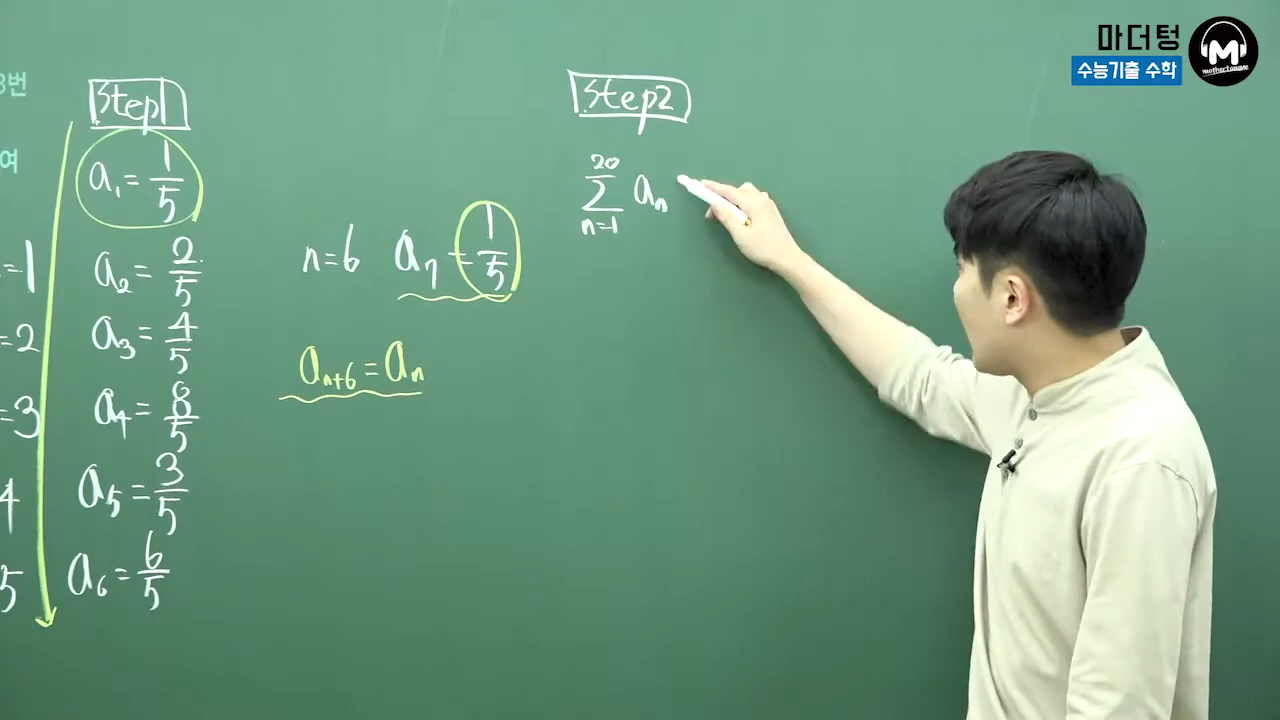 마더텅
수능기출 수학
M
mothertongue
3번
여
=1
=2
=3
4
5
Step1
a₁ = 1/5
a₂ = 2/5
a₃ = 4/5
a₄ = 8/5
a₅ = 3/5
a₆ = 6/5
n=6 a₇ = 1/5
aₙ₊₆ = aₙ
Step2
20
Σ aₙ
n=1